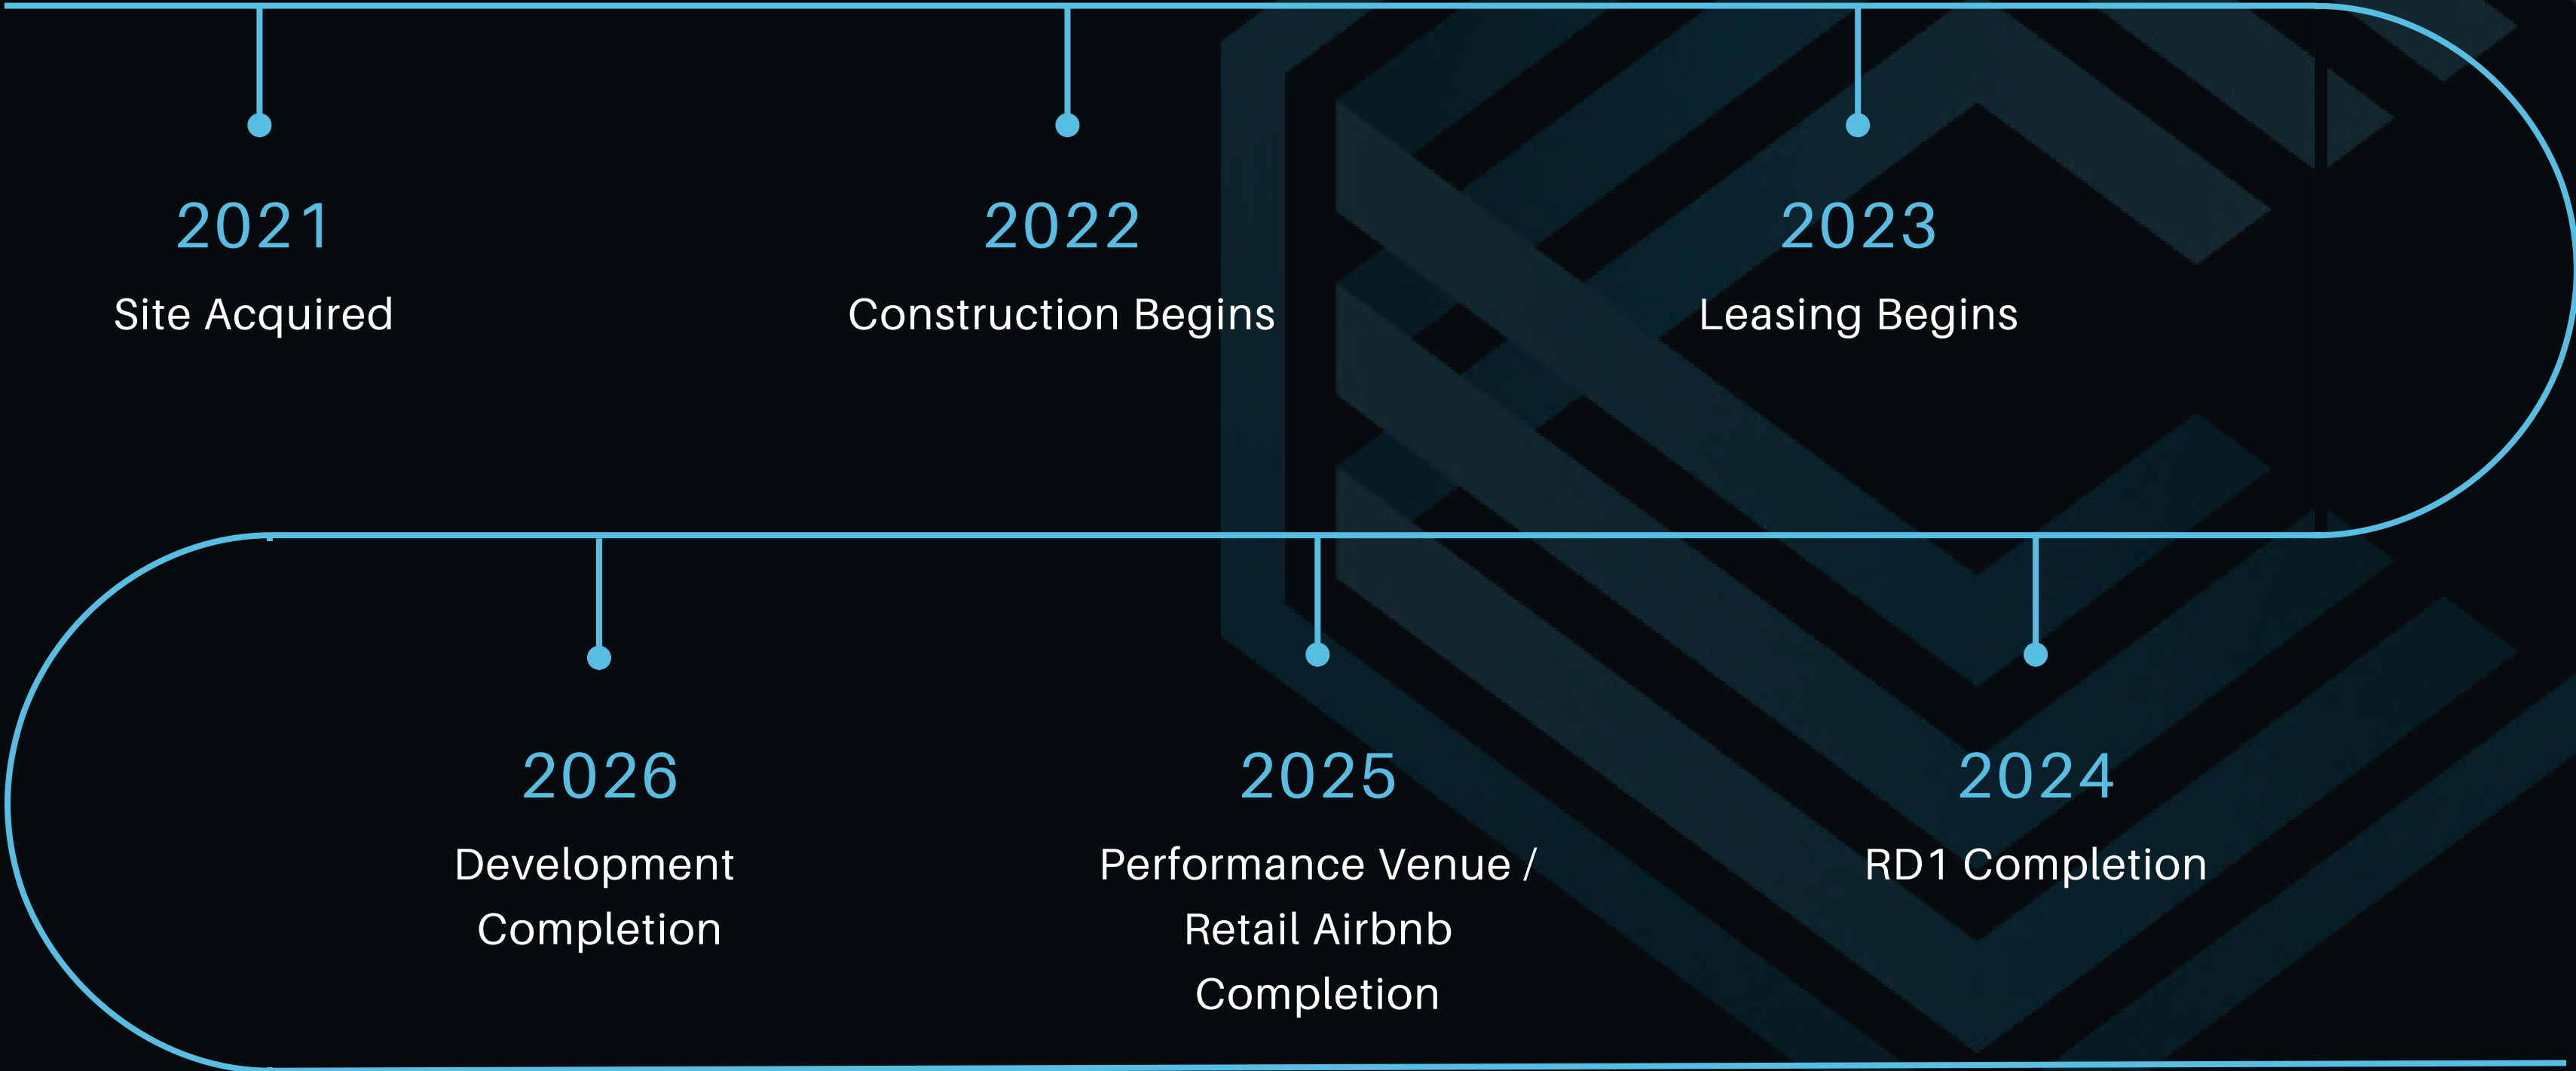 2021
Site Acquired
2022
Construction Begins
2023
Leasing Begins
2024
RD1 Completion
2025
Performance Venue /
Retail Airbnb
Completion
2026
Development
Completion